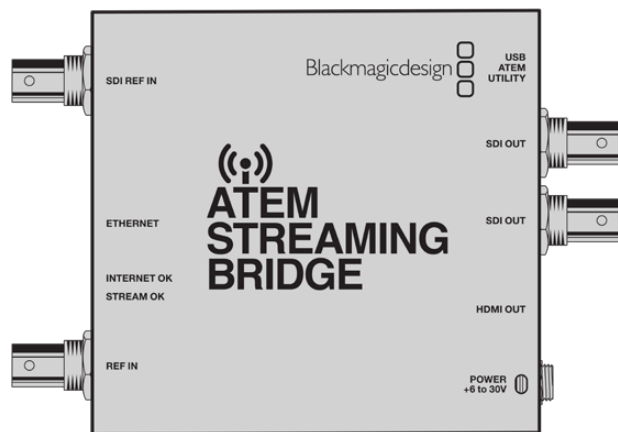 SDI REF IN
Blackmagicdesign
USB
ATEM
UTILITY
SDI OUT
ETHERNET
ATEM
STREAMING
BRIDGE
SDI OUT
INTERNET OK
STREAM OK
HDMI OUT
REF IN
POWER
+6 to 30V